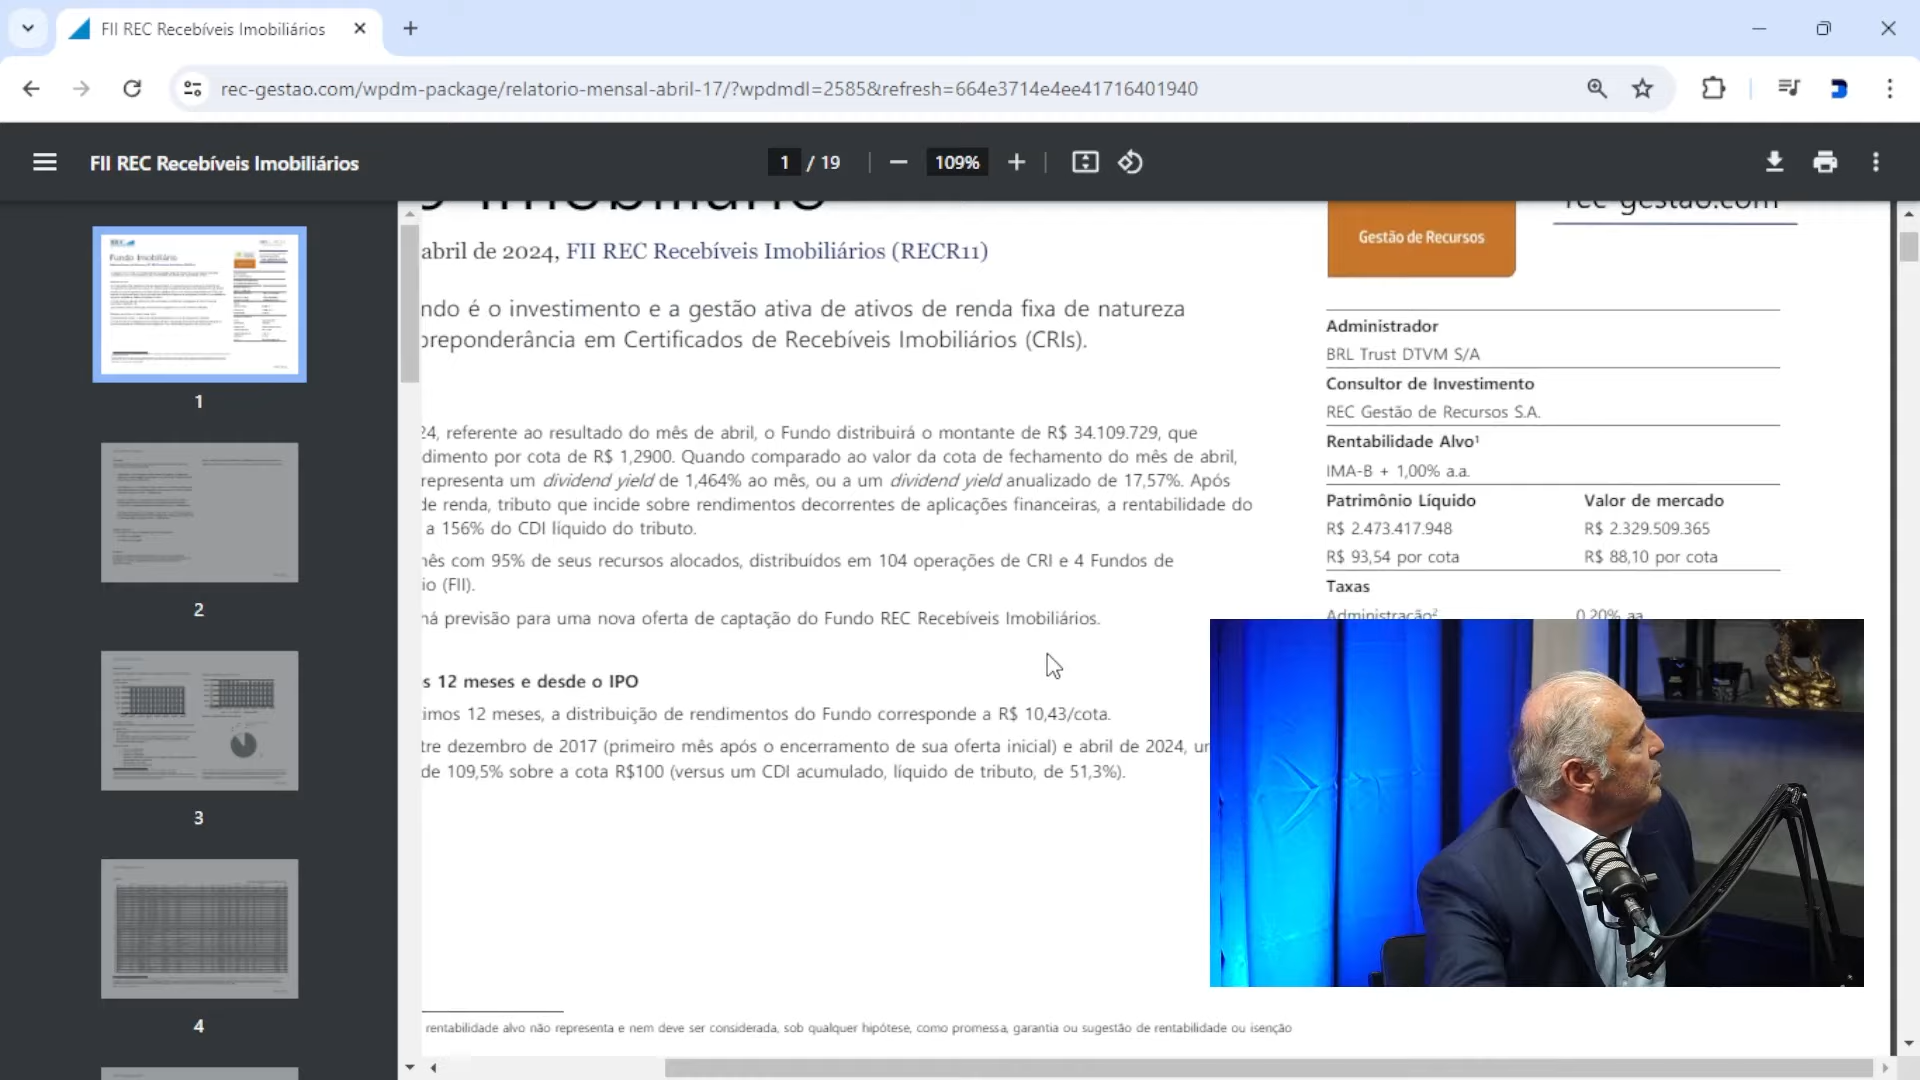 FII REC Recebíveis Imobiliários
rec-gestao.com/wpdm-package/relatorio-mensal-abril-17/?wpdmdl=2585&refresh=664e3714e4ee41716401940
FII REC Recebíveis Imobiliários
1 / 19
109%
1
2
3
4
Imobiliário
abril de 2024, FII REC Recebíveis Imobiliários (RECR11)
ndo é o investimento e a gestão ativa de ativos de renda fixa de natureza
preponderância em Certificados de Recebíveis Imobiliários (CRIs).
24, referente ao resultado do mês de abril, o Fundo distribuirá o montante de R$ 34.109.729, que
dimento por cota de R$ 1,2900. Quando comparado ao valor da cota de fechamento do mês de abril,
representa um dividend yield de 1,464% ao mês, ou a um dividend yield anualizado de 17,57%. Após
de renda, tributo que incide sobre rendimentos decorrentes de aplicações financeiras, a rentabilidade do
a 156% do CDI líquido do tributo.
nês com 95% de seus recursos alocados, distribuídos em 104 operações de CRI e 4 Fundos de
io (FII).
há previsão para uma nova oferta de captação do Fundo REC Recebíveis Imobiliários.
s 12 meses e desde o IPO
imos 12 meses, a distribuição de rendimentos do Fundo corresponde a R$ 10,43/cota.
tre dezembro de 2017 (primeiro mês após o encerramento de sua oferta inicial) e abril de 2024, ur
de 109,5% sobre a cota R$100 (versus um CDI acumulado, líquido de tributo, de 51,3%).
rentabilidade alvo não representa e nem deve ser considerada, sob qualquer hipótese, como promessa, garantia ou sugestão de rentabilidade ou isenção
Gestão de Recursos
rec-gestao.com
Administrador
BRL Trust DTVM S/A
Consultor de Investimento
REC Gestão de Recursos S.A.
Rentabilidade Alvo¹
IMA-B + 1,00% a.a.
Patrimônio Líquido Valor de mercado
R$ 2.473.417.948 R$ 2.329.509.365
R$ 93,54 por cota R$ 88,10 por cota
Taxas
Administração² 0,20% aa